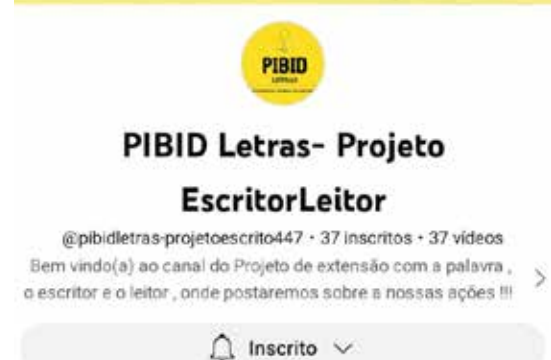 PIBID
LETRAS
PIBID Letras- Projeto
EscritorLeitor
@pibidletras-projetoescrito447 • 37 inscritos • 37 vídeos
Bem vindo(a) ao canal do Projeto de extensão com a palavra ,
o escritor e o leitor , onde postaremos sobre a nossas ações !!!
Inscrito